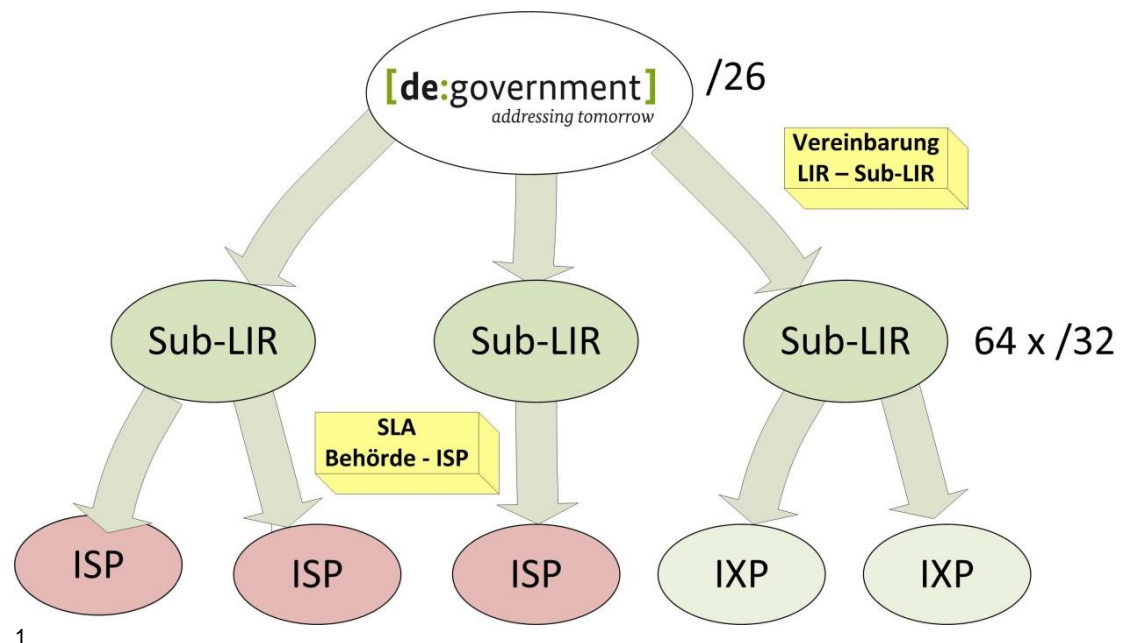 [de:government]
addressing tomorrow
/26
Vereinbarung
LIR – Sub-LIR
Sub-LIR
Sub-LIR
Sub-LIR
64 x /32
SLA
Behörde - ISP
ISP
ISP
ISP
IXP
IXP
1